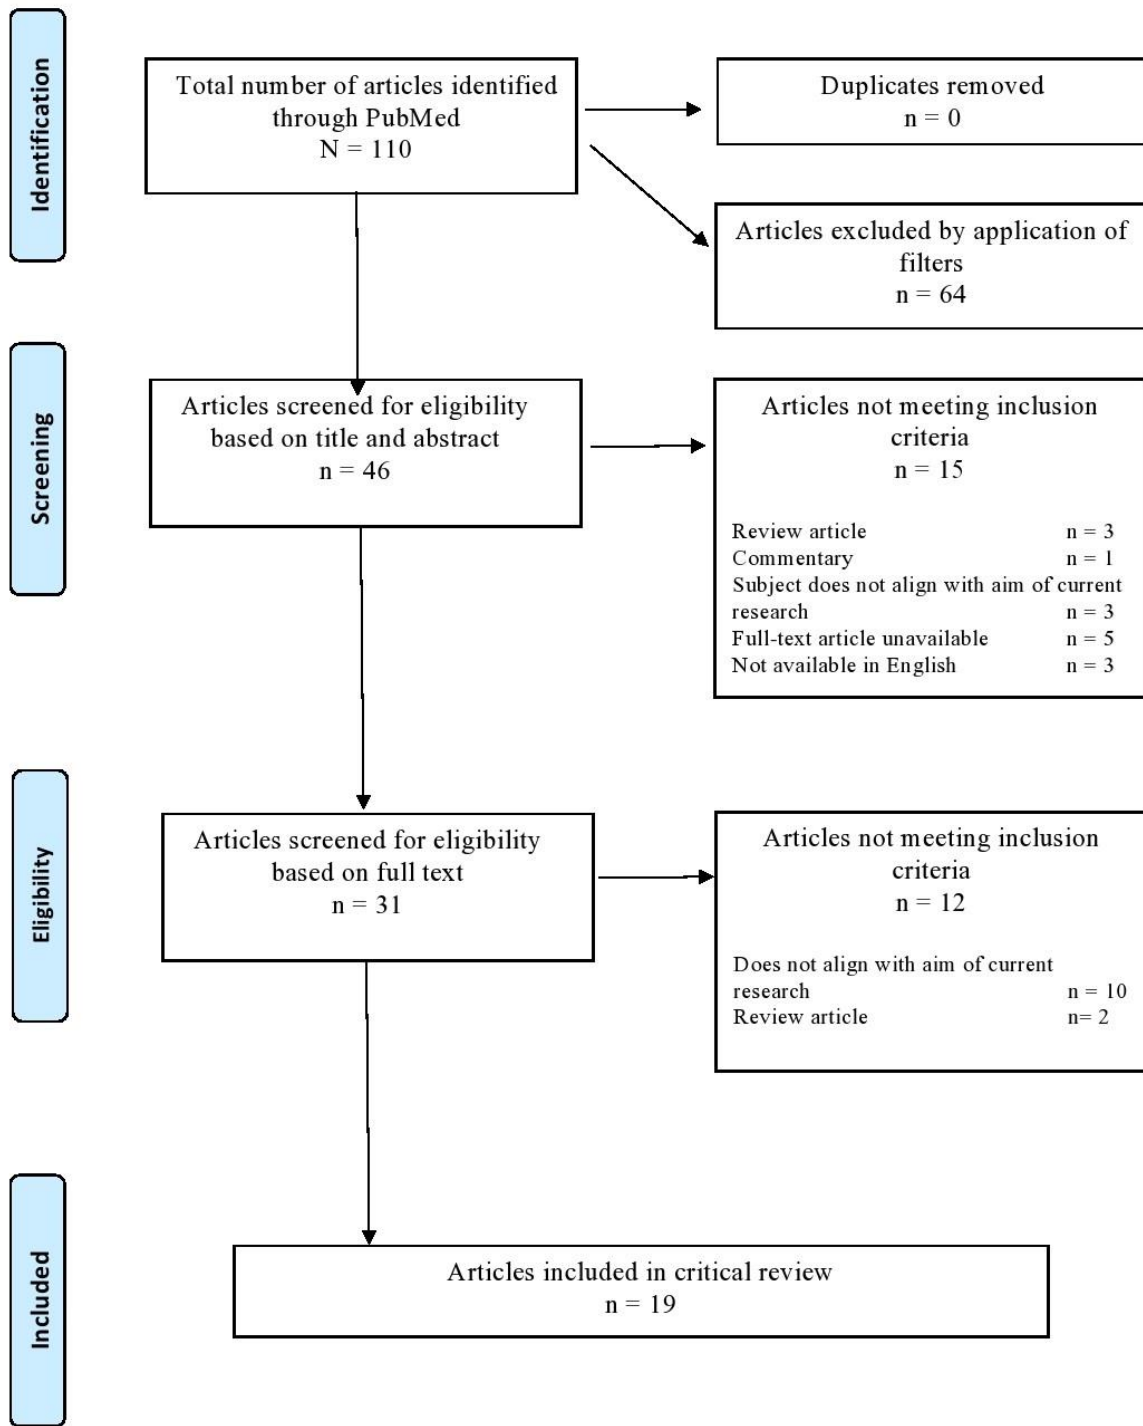 Identification
Total number of articles identified
through PubMed
N = 110
Duplicates removed
n = 0
Articles excluded by application of
filters
n = 64
Screening
Articles screened for eligibility
based on title and abstract
n = 46
Articles not meeting inclusion
criteria
n = 15
Review article n = 3
Commentary n = 1
Subject does not align with aim of current
research n = 3
Full-text article unavailable n = 5
Not available in English n = 3
Eligibility
Articles screened for eligibility
based on full text
n = 31
Articles not meeting inclusion
criteria
n = 12
Does not align with aim of current
research n = 10
Review article n= 2
Included
Articles included in critical review
n = 19